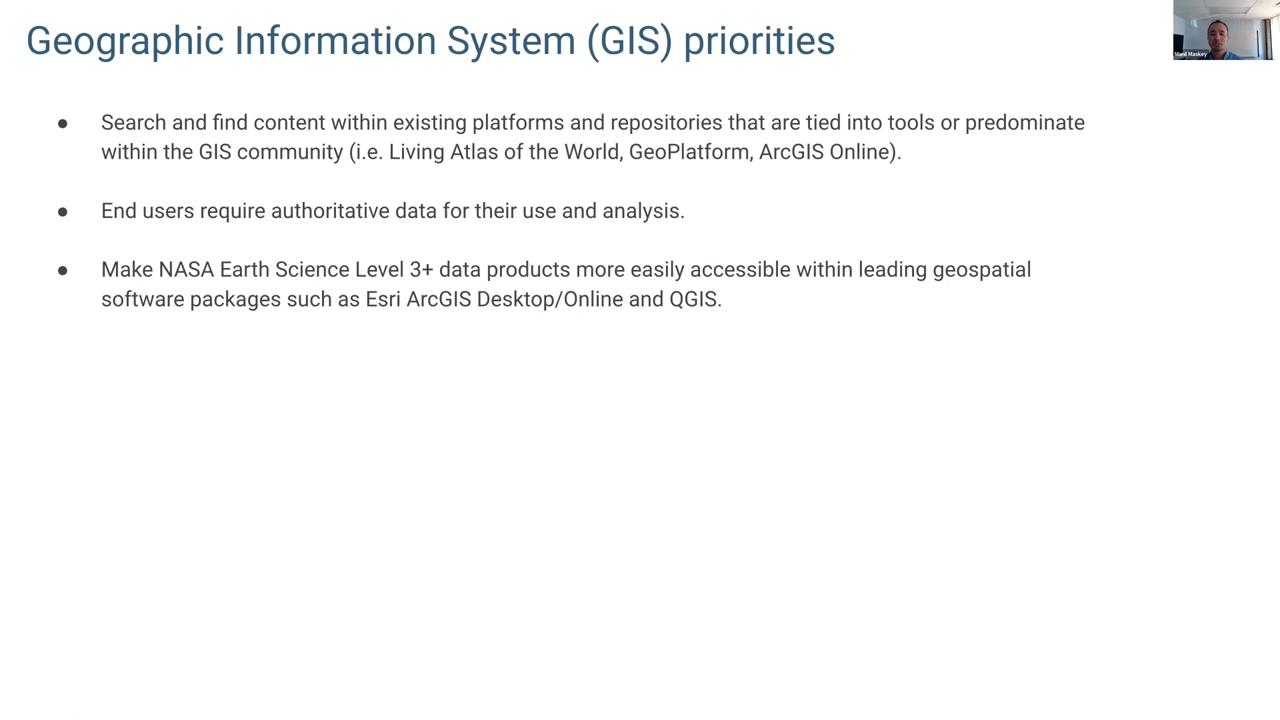 Geographic Information System (GIS) priorities
Manil Maskey
● Search and find content within existing platforms and repositories that are tied into tools or predominate
within the GIS community (i.e. Living Atlas of the World, GeoPlatform, ArcGIS Online).
● End users require authoritative data for their use and analysis.
● Make NASA Earth Science Level 3+ data products more easily accessible within leading geospatial
software packages such as Esri ArcGIS Desktop/Online and QGIS.